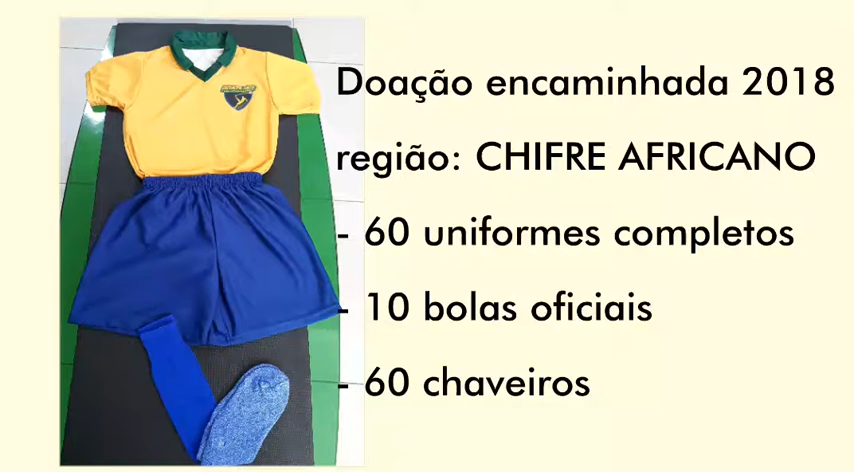 Doação encaminhada 2018
região: CHIFRE AFRICANO
- 60 uniformes completos
- 10 bolas oficiais
- 60 chaveiros